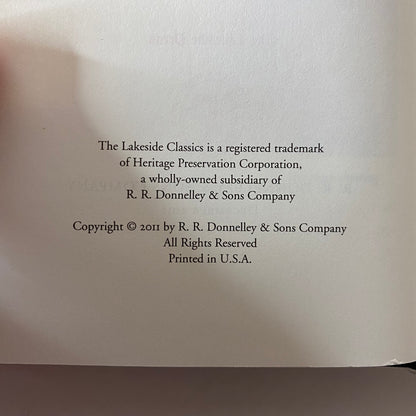 The Lakeside Classics is a registered trademark
of Heritage Preservation Corporation,
a wholly-owned subsidiary of
R. R. Donnelley & Sons Company
Copyright © 2011 by R. R. Donnelley & Sons Company
All Rights Reserved
Printed in U.S.A.